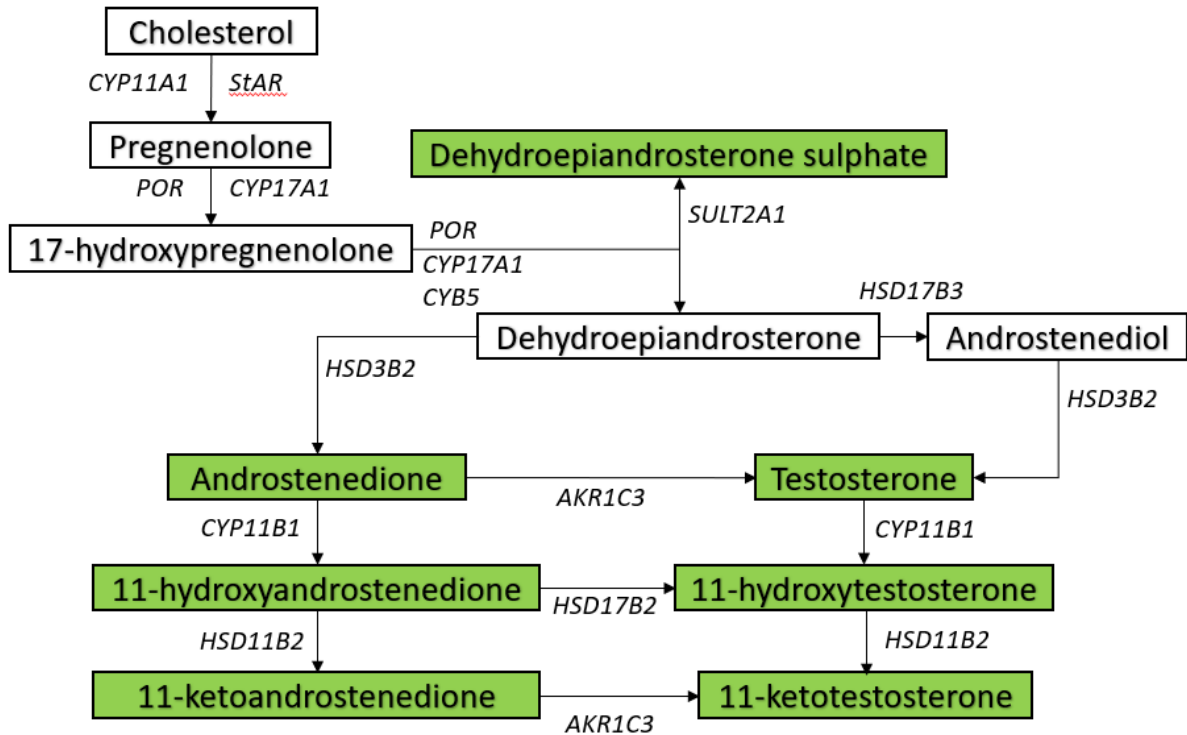 Cholesterol
CYP11A1 StAR
Pregnenolone
POR CYP17A1
Dehydroepiandrosterone sulphate
SULT2A1
17-hydroxypregnenolone
POR
CYP17A1
CYB5
HSD17B3
Dehydroepiandrosterone
Androstenediol
HSD3B2
HSD3B2
Androstenedione
AKR1C3
Testosterone
CYP11B1
CYP11B1
11-hydroxyandrostenedione
HSD17B2
11-hydroxytestosterone
HSD11B2
HSD11B2
11-ketoandrostenedione
AKR1C3
11-ketotestosterone